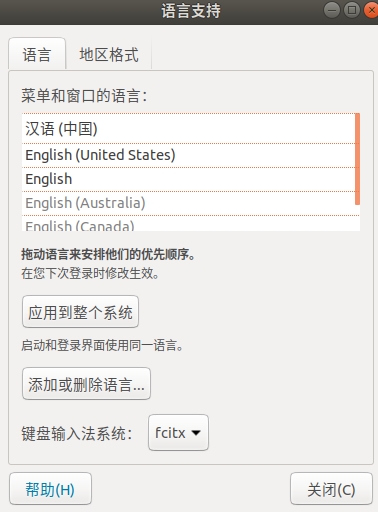 语言支持
语言 地区格式
菜单和窗口的语言：
汉语 (中国)
English (United States)
English
English (Australia)
English (Canada)
拖动语言来安排他们的优先顺序。
在您下次登录时修改生效。
应用到整个系统
启动和登录界面使用同一语言。
添加或删除语言...
键盘输入法系统： fcitx
帮助(H) 关闭(C)